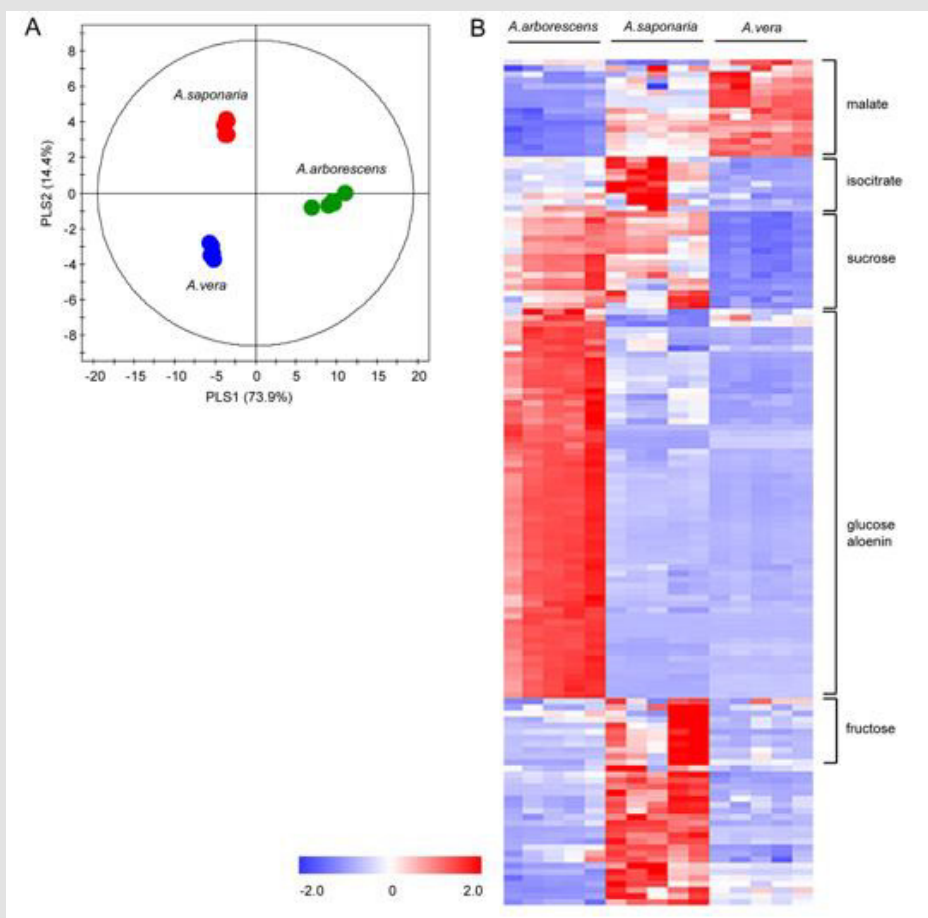 A
8
6
4
2
0
-2
-4
-6
-8
PLS2 (14.4%)
A.saponaria
A.arborescens
A.vera
-20 -15 -10 -5 0 5 10 15 20
PLS1 (73.9%)
B
A.arborescens A.saponaria A.vera
malate
isocitrate
sucrose
glucose
aloenin
fructose
-2.0 0 2.0